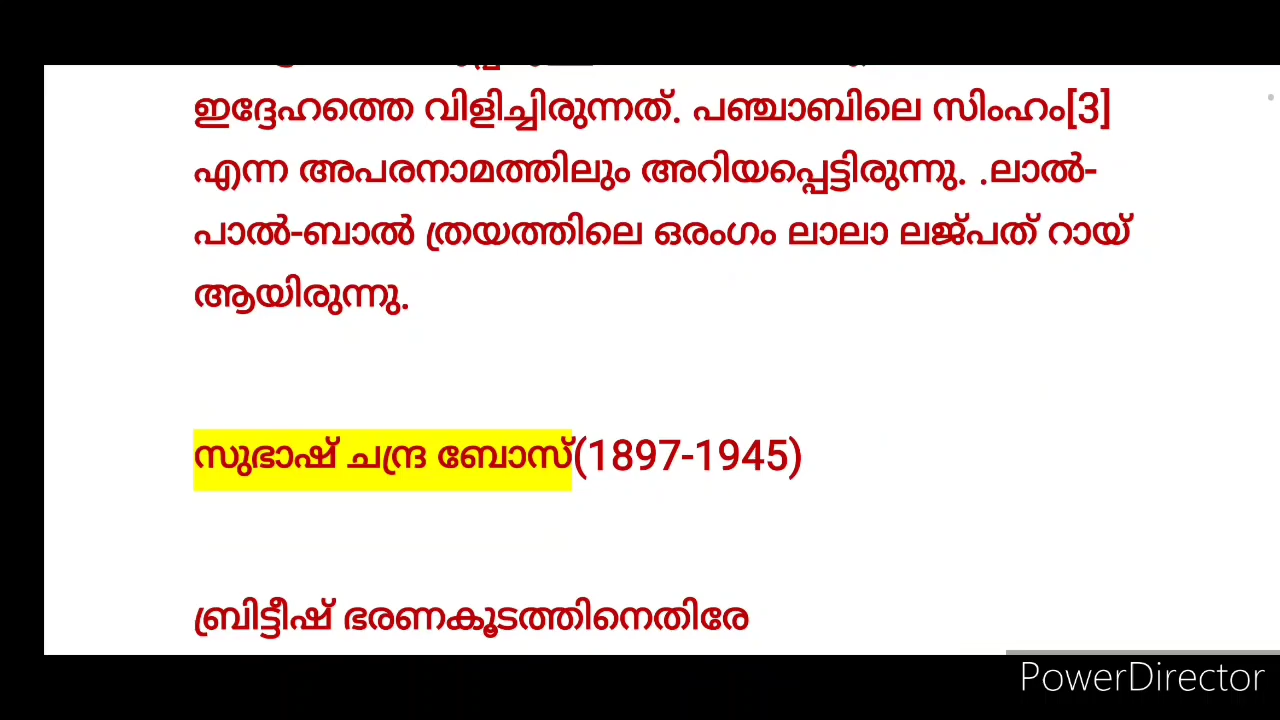 ഇദ്ദേഹത്തെ വിളിച്ചിരുന്നത്. പഞ്ചാബിലെ സിംഹം[3]
എന്ന അപരനാമത്തിലും അറിയപ്പെട്ടിരുന്നു. .ലാൽ-
പാൽ-ബാൽ ത്രയത്തിലെ ഒരംഗം ലാലാ ലജ്പത് റായ്
ആയിരുന്നു.
സുഭാഷ് ചന്ദ്ര ബോസ്(1897-1945)
ബ്രിട്ടീഷ് ഭരണകൂടത്തിനെതിരേ
PowerDirector